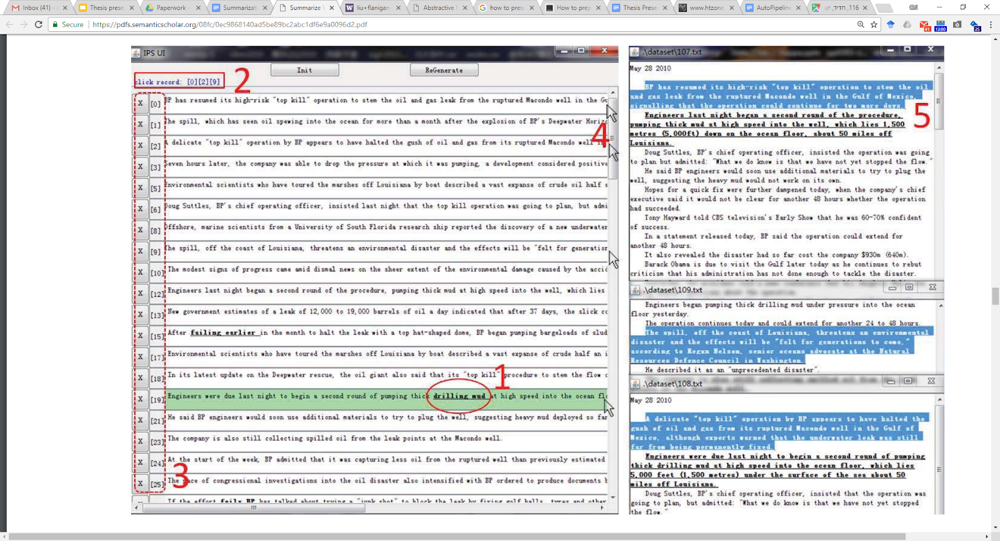 Inbox (41) -
Thesis prese
Paperwork -
Summarizati
Summarize
liu+flanigan
Abstractive
how to prese
How to prep
Thesis Prese
www.htzone
AutoPipeline
116, חדיד, יש
Secure
https://pdfs.semanticscholar.org/08fc/0ec9868140ad5be89bc2abc1df6e9a0096d2.pdf
41
13:00
25
IPS UI
Init
ReGenerate
click record: [0][2][9]
2
X [0] BP has resumed its high-risk "top kill" operation to stem the oil and gas leak from the ruptured Macondo well in the Gu
X [1] The spill, which has seen oil spewing into the ocean for more than a month after the explosion of BP's Deepwater Horiz
4
X [2] A delicate "top kill" operation by BP appears to have halted the gush of oil and gas from its ruptured Macondo well
X [3] Seven hours later, the company was able to drop the pressure at which it was pumping, a development considered positive
X [5] Environmental scientists who have toured the marshes off Louisiana by boat described a vast expanse of crude oil half
X [6] Doug Suttles, BP's chief operating officer, insisted last night that the top kill operation was going to plan, but admi
X [8] Offshore, marine scientists from a University of South Florida research ship reported the discovery of a new underwater
X [9] The spill, off the coast of Louisiana, threatens an environmental disaster and the effects will be "felt for generation
X [10] The modest signs of progress came amid dismal news on the sheer extent of the environmental damage caused by the acci
X [12] Engineers last night began a second round of the procedure, pumping thick mud at high speed into the well, which lies
X [13] New government estimates of a leak of 12,000 to 19,000 barrels of oil a day indicated that after 37 days, the slick co
X [15] After failing earlier in the month to halt the leak with a top hat-shaped dome, BP began pumping bargeloads of slud
X [17] Environmental scientists who have toured the marshes off Louisiana by boat described a vast expanse of crude half an i
X [18] In its latest update on the Deepwater rescue, the oil giant also said that its "top kill" procedure to stem the flow
1
X [19] Engineers were due last night to begin a second round of pumping thick drilling mud at high speed into the ocean flo
X [21] He said BP engineers would soon use additional materials to try to plug the well, suggesting heavy mud deployed so far
X [23] The company is also still collecting spilled oil from the leak points at the Macondo well.
X [24] At the start of the week, BP admitted that it was capturing less oil from the ruptured well than previously estimated
3
X [25] The pace of congressional investigations into the oil disaster also intensified with BP ordered to produce documents
If the effort fails BP has talked about trying a "junk shot" to block the leak by firing golf balls, tyres and other
.\dataset\107.txt
May 28 2010
BP has resumed its high-risk "top kill" operation to stem the oil
and gas leak from the ruptured Macondo well in the Gulf of Mexico,
signalling that the operation could continue for two more days.
5
Engineers last night began a second round of the procedure,
pumping thick mud at high speed into the well, which lies 1,500
metres (5,000ft) down on the ocean floor, about 50 miles off
Louisiana.
Doug Suttles, BP's chief operating officer, insisted the operation was going
to plan but admitted: "What we do know is that we have not yet stopped the flow."
He said BP engineers would soon use additional materials to try to plug the
well, suggesting the heavy mud would not work on its own.
Hopes for a quick fix were further dampened today, when the company's chief
executive said it would not be clear for another 48 hours whether the operation
had succeeded.
Tony Hayward told CBS television's Early Show that he was 60-70% confident
of success.
In a statement released today, BP said the operation could extend for
another 48 hours.
It also revealed the disaster had so far cost the company $930m (640m).
Barack Obama is due to visit the Gulf later today as he continues to rebut
criticism that his administration has not done enough to tackle the disaster.
.\dataset\109.txt
Engineers began pumping thick drilling mud under pressure into the ocean
floor yesterday.
The operation continues today and could extend for another 24 to 48 hours.
The spill, off the coast of Louisiana, threatens an environmental
disaster and the effects will be "felt for generations to come,"
according to Regan Nelson, senior oceans advocate at the Natural
Resources Defence Council in Washington.
He described it as an "unprecedented disaster".
.\dataset\108.txt
May 28 2010
A delicate "top kill" operation by BP appears to have halted the
gush of oil and gas from its ruptured Macondo well in the Gulf of
Mexico, although experts warned that the underwater leak was still
far from being permanently fixed.
Engineers were due last night to begin a second round of pumping
thick drilling mud at high speed into the ocean floor, which lies
5,000 feet (1,500 metres) under the surface of the sea about 50
miles off Louisiana.
Doug Suttles, BP's chief operating officer, insisted that the operation was
going to plan, but admitted: "What we do know is that we have not yet stopped
the flow."